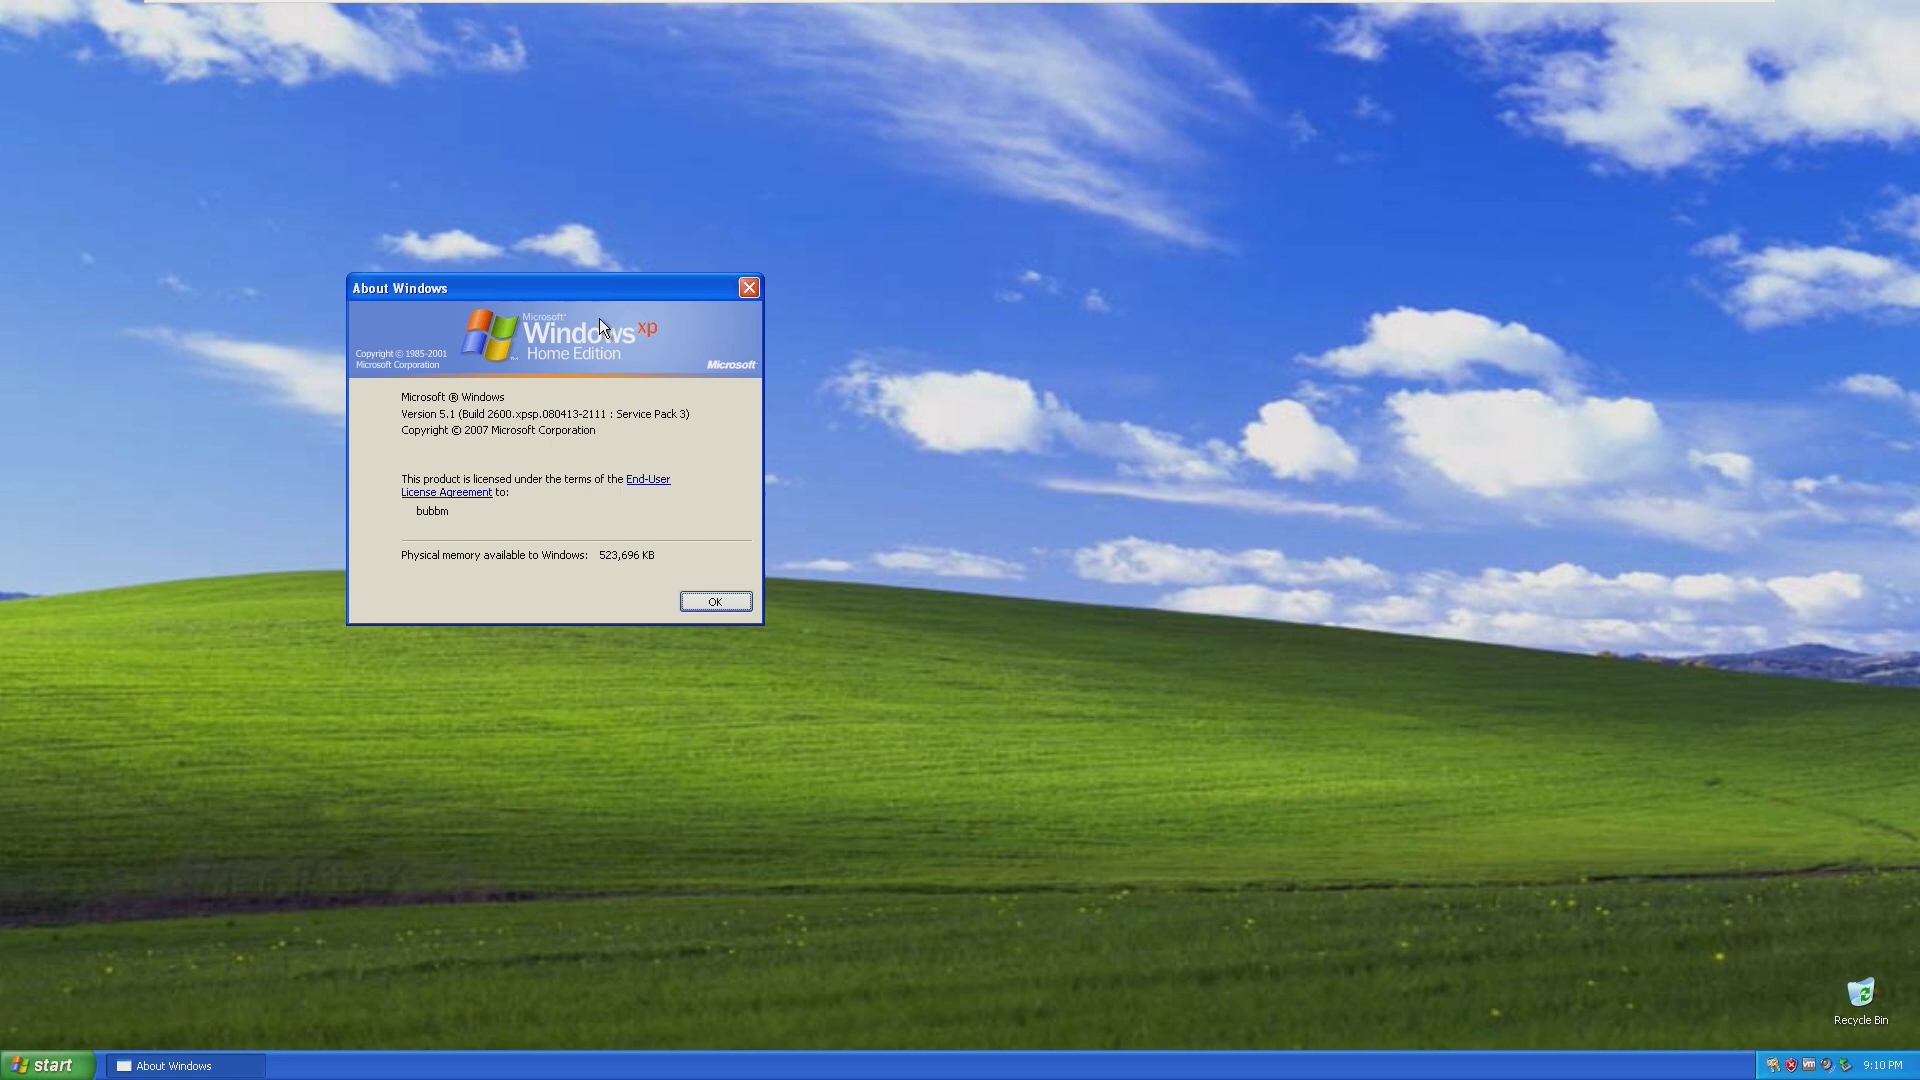 About Windows
Microsoft®
Windows xp
Home Edition
Copyright © 1985-2001
Microsoft Corporation
Microsoft
Microsoft ® Windows
Version 5.1 (Build 2600.xpsp.080413-2111 : Service Pack 3)
Copyright © 2007 Microsoft Corporation
This product is licensed under the terms of the End-User
License Agreement to:
bubbm
Physical memory available to Windows: 523,696 KB
OK
Recycle Bin
start
About Windows
vm
9:10 PM